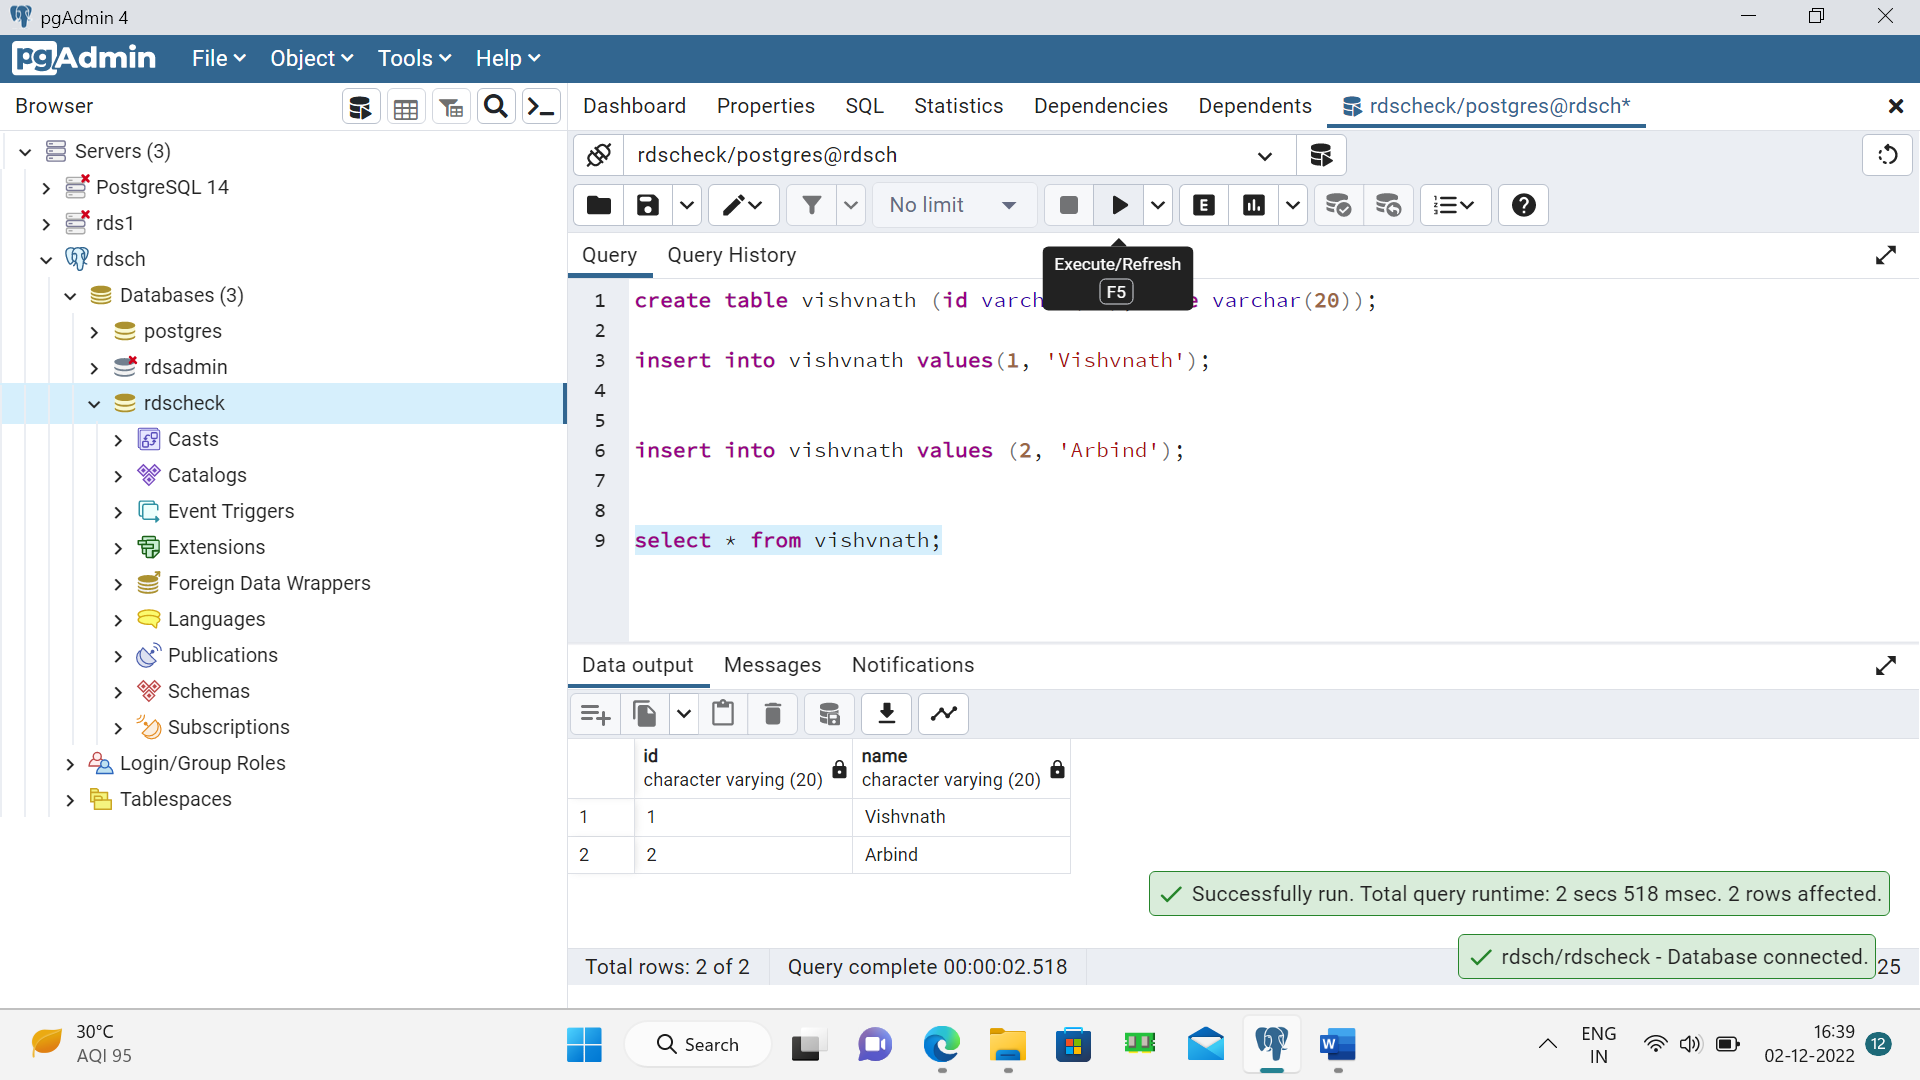 pgAdmin 4
pgAdmin File Object Tools Help
Browser
Dashboard Properties SQL Statistics Dependencies Dependents rdscheck/postgres@rdsch*
Servers (3)
PostgreSQL 14
rds1
rdsch
Databases (3)
postgres
rdsadmin
rdscheck
Casts
Catalogs
Event Triggers
Extensions
Foreign Data Wrappers
Languages
Publications
Schemas
Subscriptions
Login/Group Roles
Tablespaces
rdscheck/postgres@rdsch
No limit
E
Query Query History
Execute/Refresh
F5
1 create table vishvnath (id varch e varchar(20));
2
3 insert into vishvnath values(1, 'Vishvnath');
4
5
6 insert into vishvnath values (2, 'Arbind');
7
8
9 select * from vishvnath;
Data output Messages Notifications
id name
character varying (20) character varying (20)
1 1 Vishvnath
2 2 Arbind
Successfully run. Total query runtime: 2 secs 518 msec. 2 rows affected.
rdsch/rdscheck - Database connected.
Total rows: 2 of 2 Query complete 00:00:02.518 25
30°C
AQI 95
Search
W
ENG
IN
16:39
02-12-2022
12